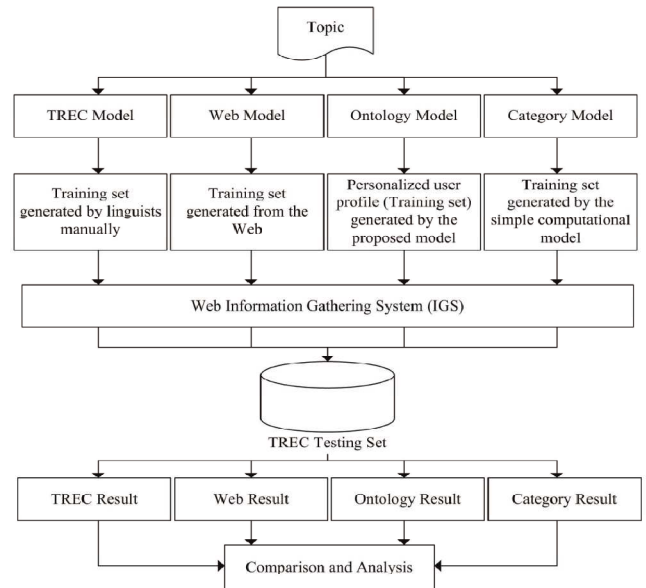 Topic
TREC Model
Web Model
Ontology Model
Category Model
Training set
generated by linguists
manually
Training set
generated from the
Web
Personalized user
profile (Training set)
generated by the
proposed model
Training set
generated by the
simple computational
model
Web Information Gathering System (IGS)
TREC Testing Set
TREC Result
Web Result
Ontology Result
Category Result
Comparison and Analysis